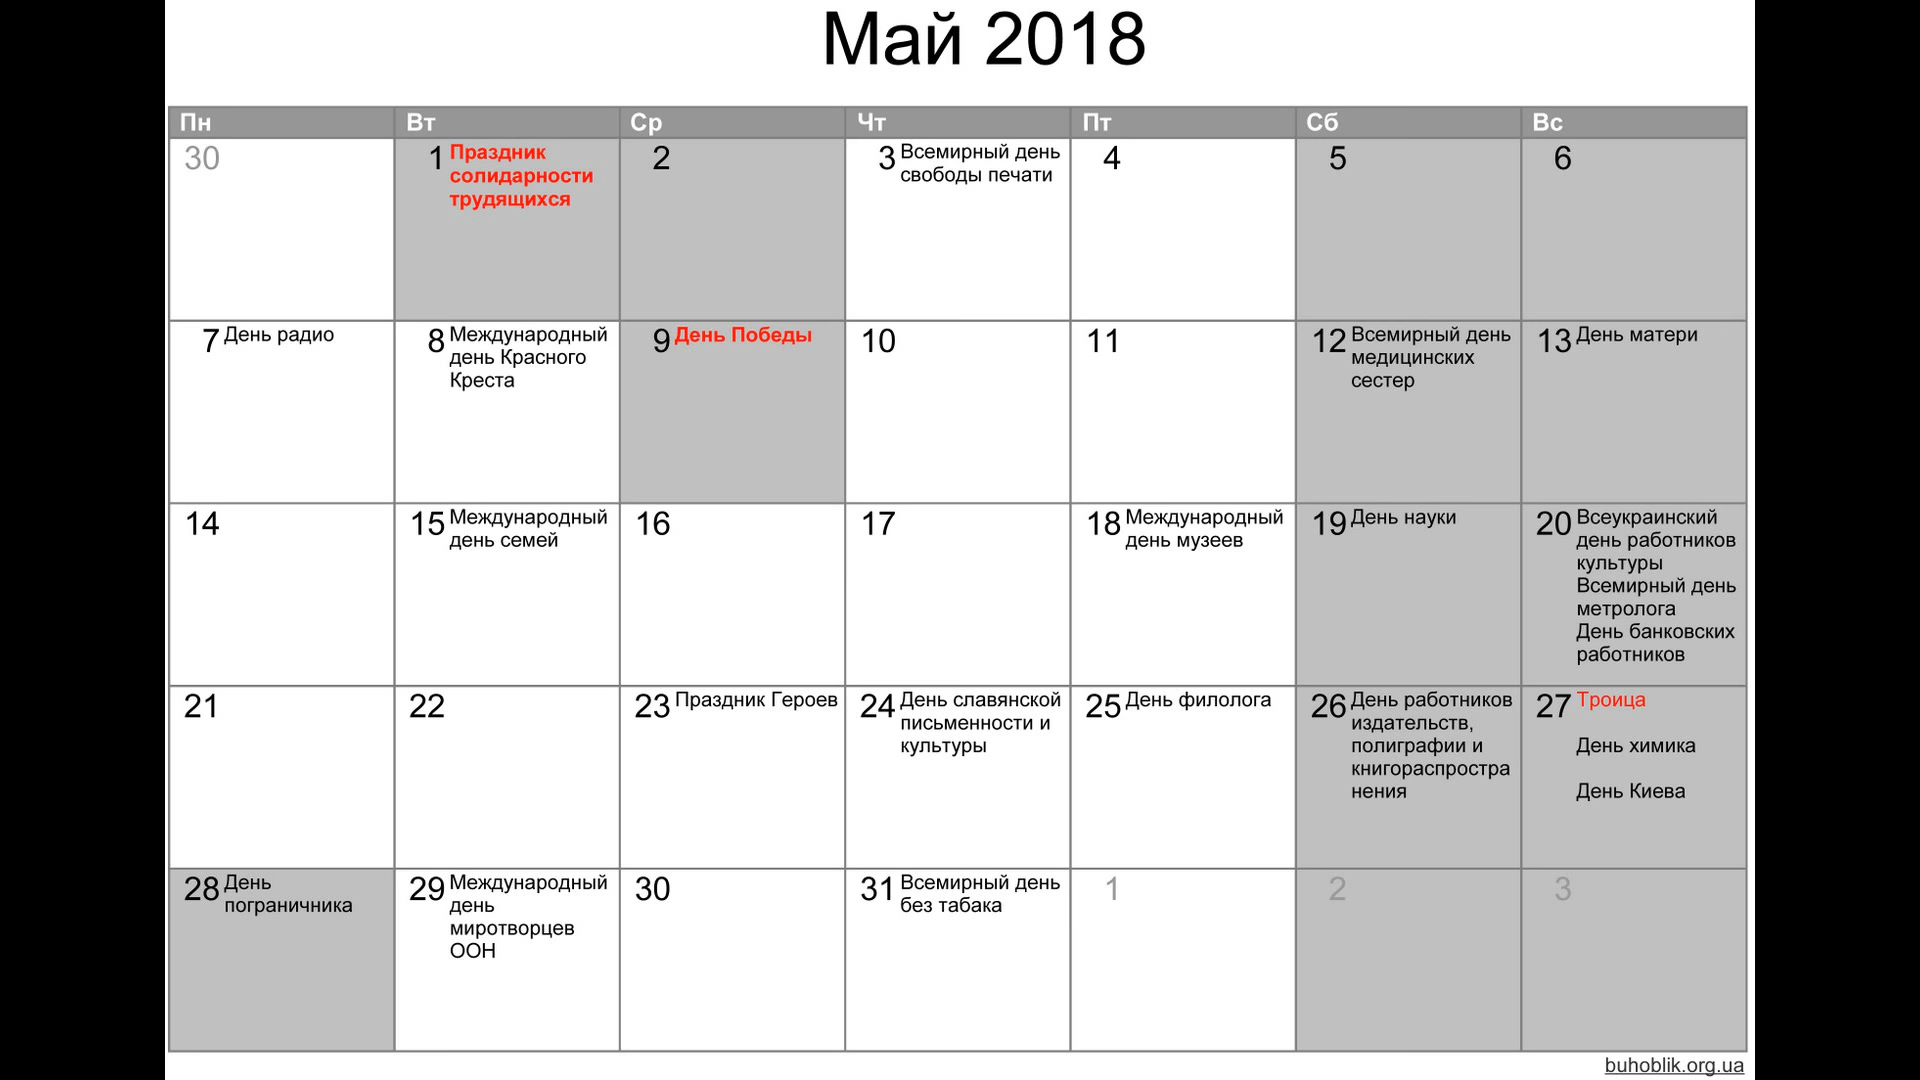 Май 2018
Пн Вт Ср Чт Пт Сб Вс
30
1 Праздник
солидарности
трудящихся
2
3 Всемирный день
свободы печати
4
5
6
7 День радио
8 Международный
день Красного
Креста
9 День Победы
10
11
12 Всемирный день
медицинских
сестер
13 День матери
14
15 Международный
день семей
16
17
18 Международный
день музеев
19 День науки
20 Всеукраинский
день работников
культуры
Всемирный день
метролога
День банковских
работников
21
22
23 Праздник Героев
24 День славянской
письменности и
культуры
25 День филолога
26 День работников
издательств,
полиграфии и
книгораспростра
нения
27 Троица
День химика
День Киева
28 День
пограничника
29 Международный
день
миротворцев
ООН
30
31 Всемирный день
без табака
1
2
3
buhoblik.org.ua